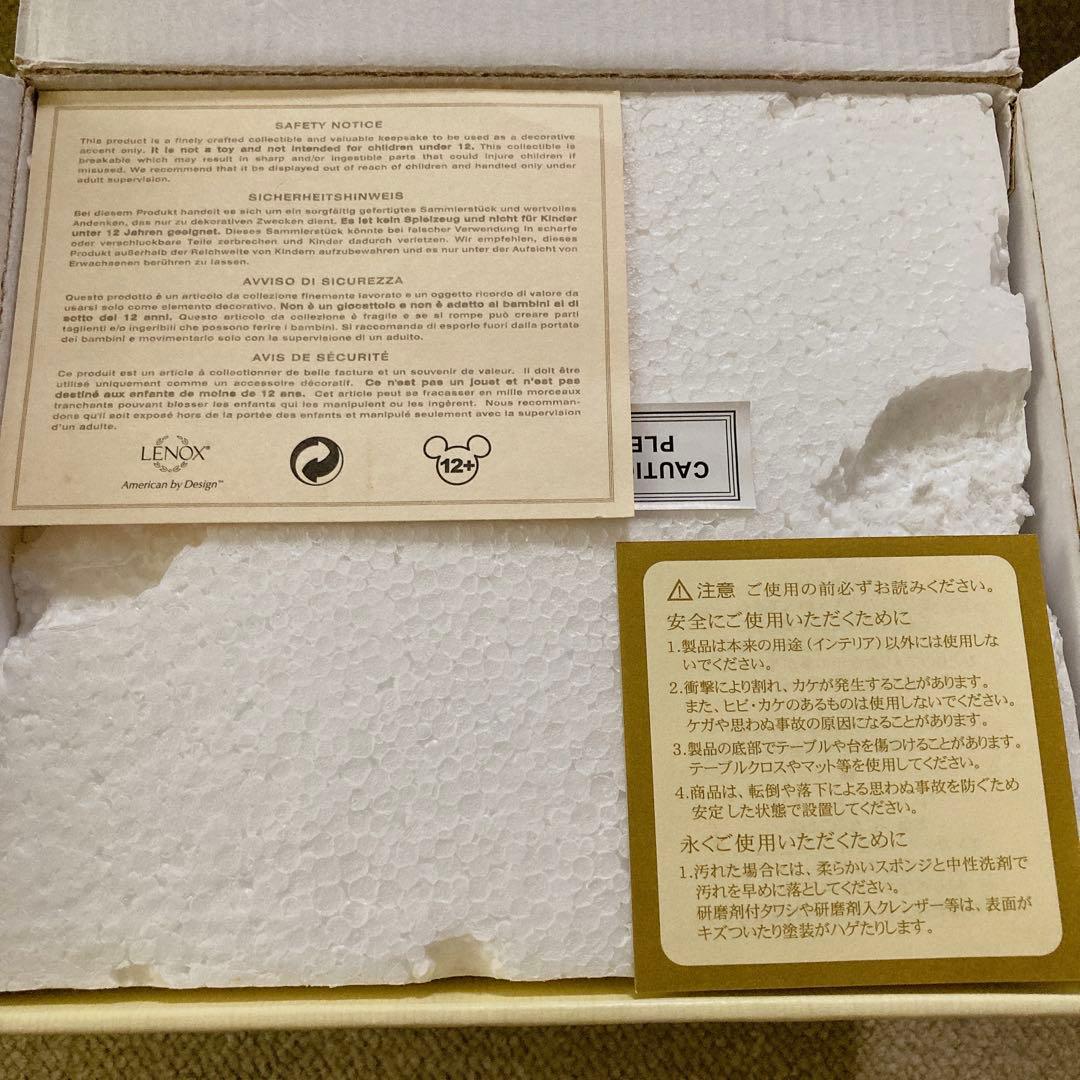 SAFETY NOTICE
This product is a finely crafted collectible and valuable keepsake to be used as a decorative
accent only. It is not a toy and not intended for children under 12. This collectible is
breakable which may result in sharp and/or ingestible parts that could injure children if
misused. We recommend that it be displayed out of reach of children and handled only under
adult supervision.
SICHERHEITSHINWEIS
Bei diesem Produkt handelt es sich um ein sorgfältig gefertigtes Sammlerstück und wertvolles
Andenken, das nur zu dekorativen Zwecken dient. Es ist kein Spielzeug und nicht für Kinder
unter 12 Jahren geeignet. Dieses Sammlerstück könnte bei falscher Verwendung in scharfe
oder verschluckbare Teile zerbrechen und Kinder dadurch verletzen. Wir empfehlen, dieses
Produkt außerhalb der Reichweite von Kindern aufzubewahren und es nur unter der Aufsicht von
Erwachsenen berühren zu lassen.
AVVISO DI SICUREZZA
Questo prodotto è un articolo da collezione finemente lavorato e un oggetto ricordo di valore da
usarsi solo come elemento decorativo. Non è un giocattolo e non è adatto ai bambini al di
sotto dei 12 anni. Questo articolo da collezione è fragile e se si rompe può creare parti
taglienti e/o ingeribili che possono ferire i bambini. Si raccomanda di esporlo fuori dalla portata
dei bambini e movimentarlo solo con la supervisione di un adulto.
AVIS DE SÉCURITÉ
Ce produit est un article à collectionner de belle facture et un souvenir de valeur. Il doit être
utilisé uniquement comme un accessoire décoratif. Ce n'est pas un jouet et n'est pas
destiné aux enfants de moins de 12 ans. Cet article peut se fracasser en mille morceaux
tranchants pouvant blesser les enfants qui les manipulent ou les ingèrent. Nous recomman-
dons qu'il soit exposé hors de la portée des enfants et manipulé seulement avec la supervision
d'un adulte.
LENOX®
American by Design™
12+
CAUTI
PLE
⚠注意 ご使用の前必ずお読みください。
安全にご使用いただくために
1.製品は本来の用途(インテリア)以外には使用しな
いでください。
2.衝撃により割れ、カケが発生することがあります。
また、ヒビ・カケのあるものは使用しないでください。
ケガや思わぬ事故の原因になることがあります。
3.製品の底部でテーブルや台を傷つけることがあります。
テーブルクロスやマット等を使用してください。
4.商品は、転倒や落下による思わぬ事故を防ぐため
安定した状態で設置してください。
永くご使用いただくために
1.汚れた場合には、柔らかいスポンジと中性洗剤で
汚れを早めに落としてください。
研磨剤付タワシや研磨剤入クレンザー等は、表面が
キズついたり塗装がハゲたりします。